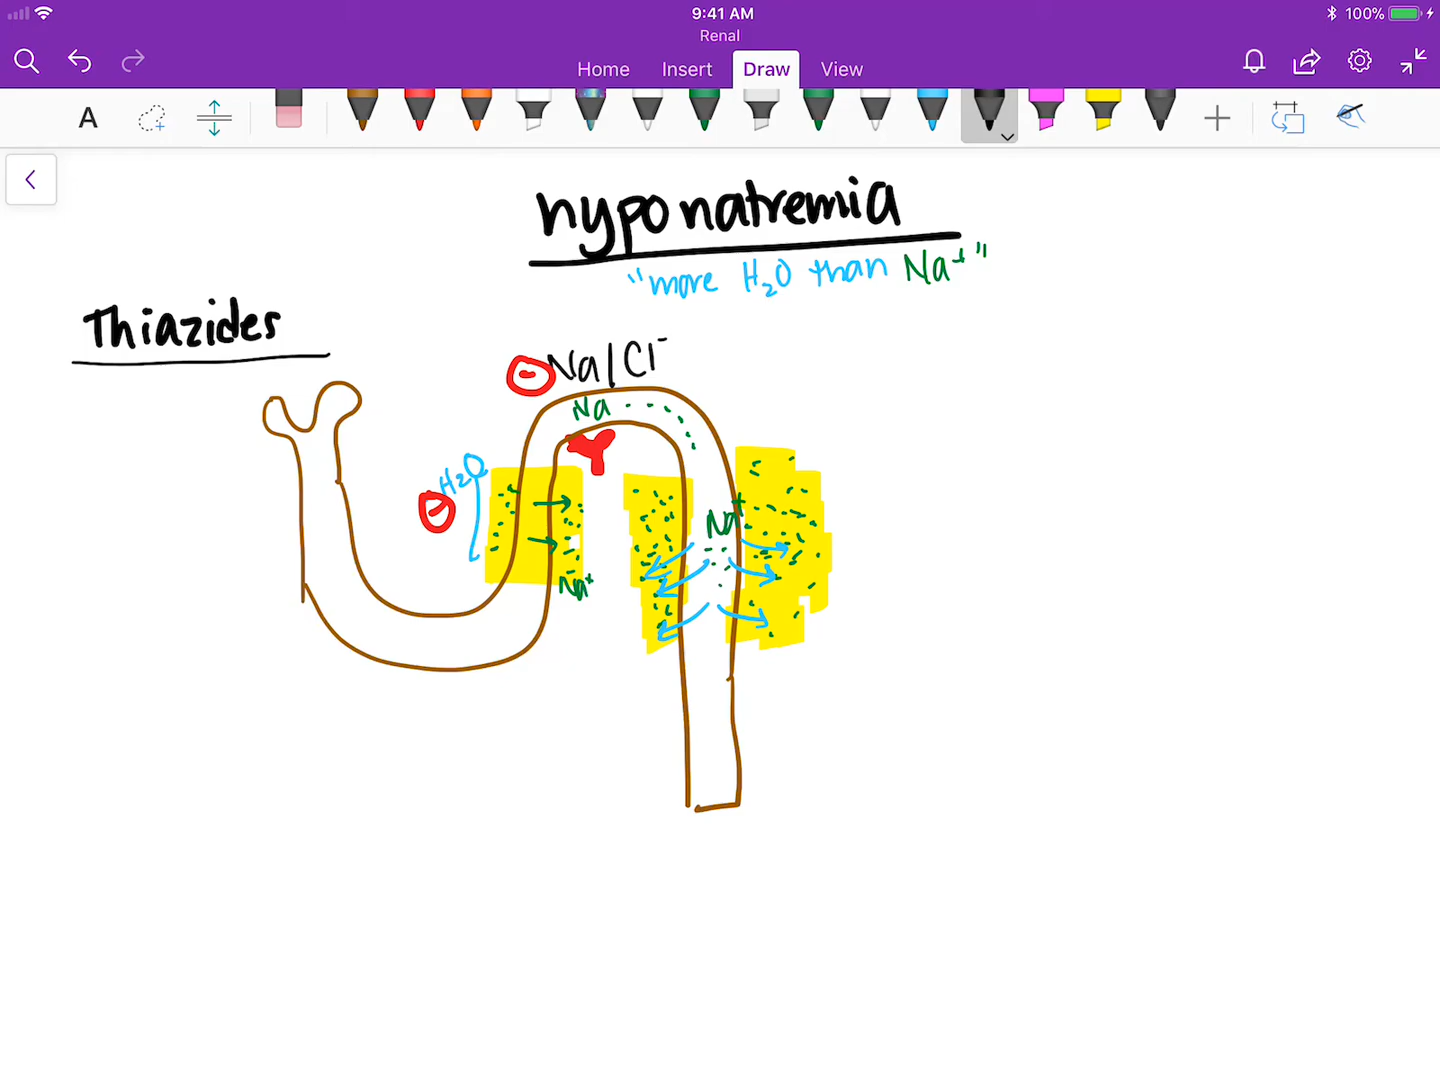 9:41 AM
100%
Renal
Home Insert Draw View
A
hyponatremia
"more H₂O than Na⁺"
Thiazides
Na/Cl⁻
Na
H₂O
Na⁺
Na⁺